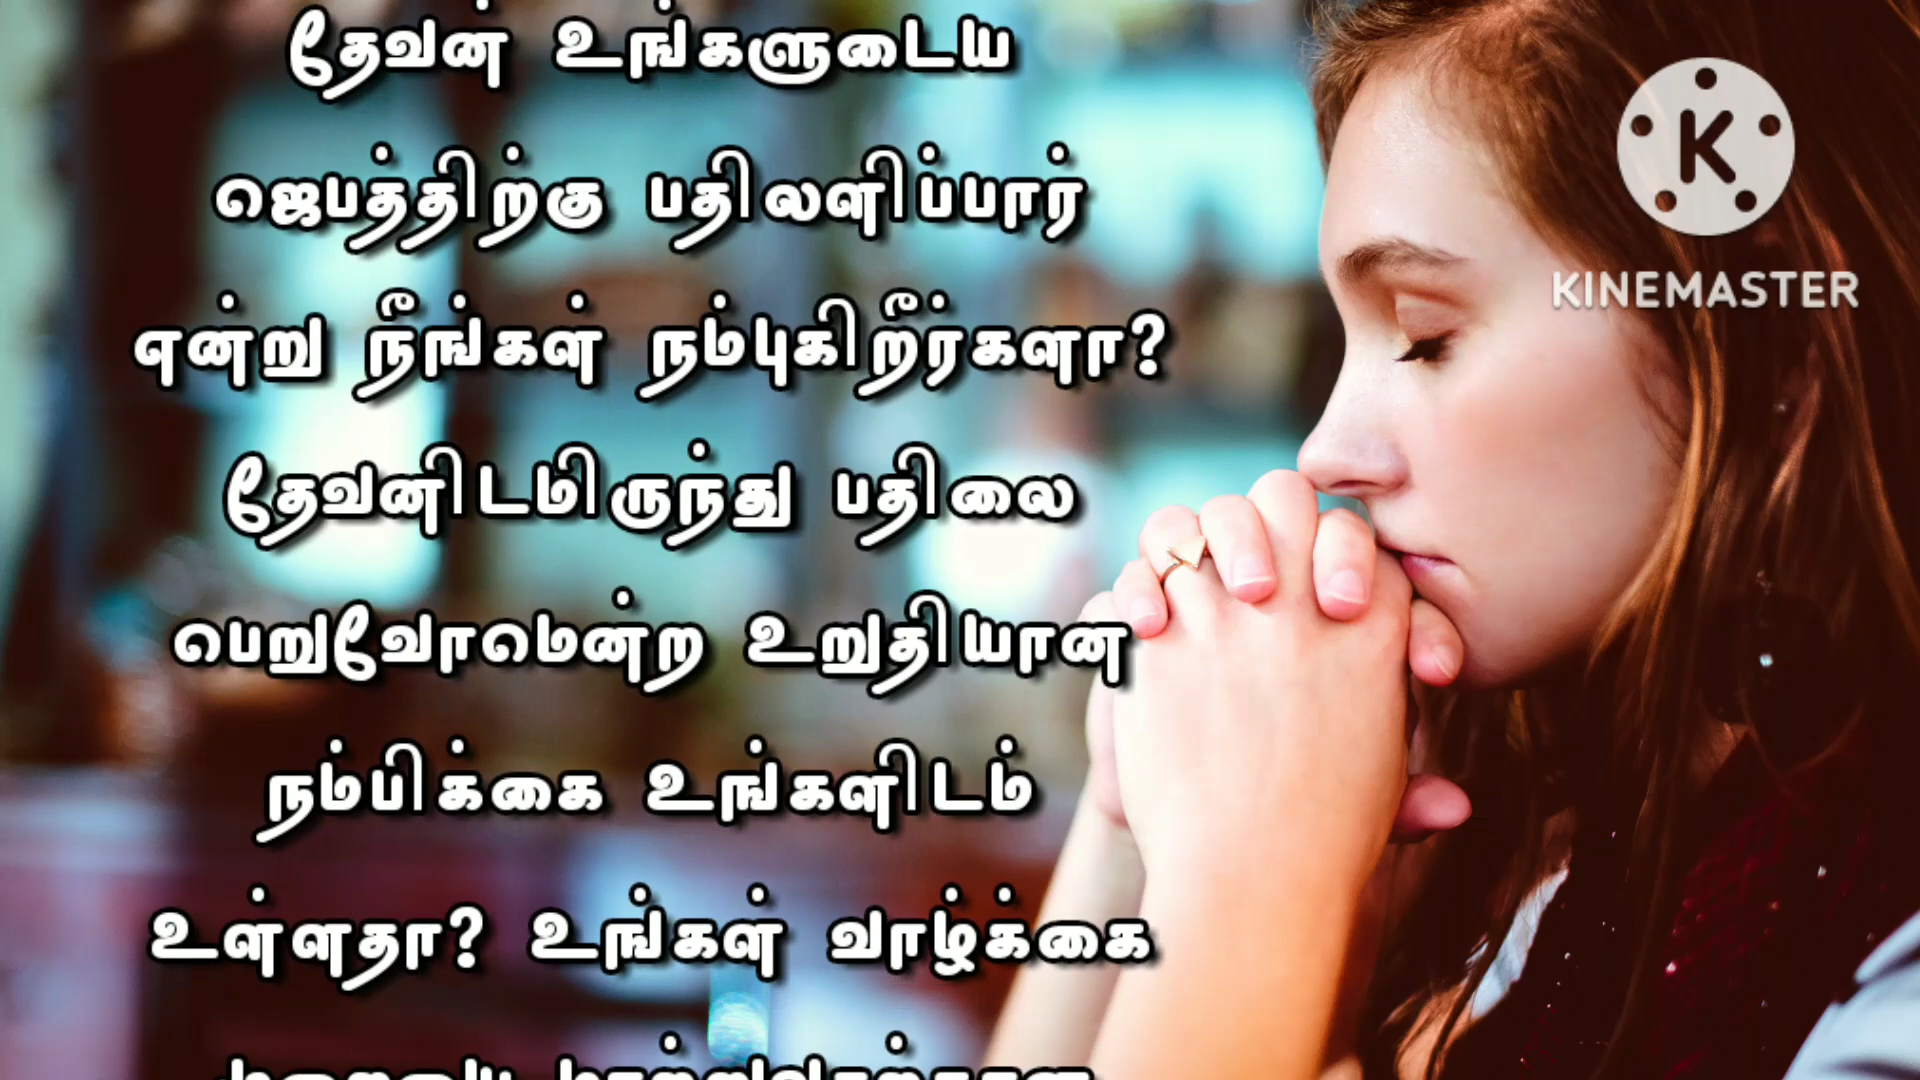 தேவன் உங்களுடைய
ஜெபத்திற்கு பதிலளிப்பார்
என்று நீங்கள் நம்புகிறீர்களா?
தேவனிடமிருந்து பதிலை
பெறுவோமென்ற உறுதியான
நம்பிக்கை உங்களிடம்
உள்ளதா? உங்கள் வாழ்க்கை
K
KINEMASTER